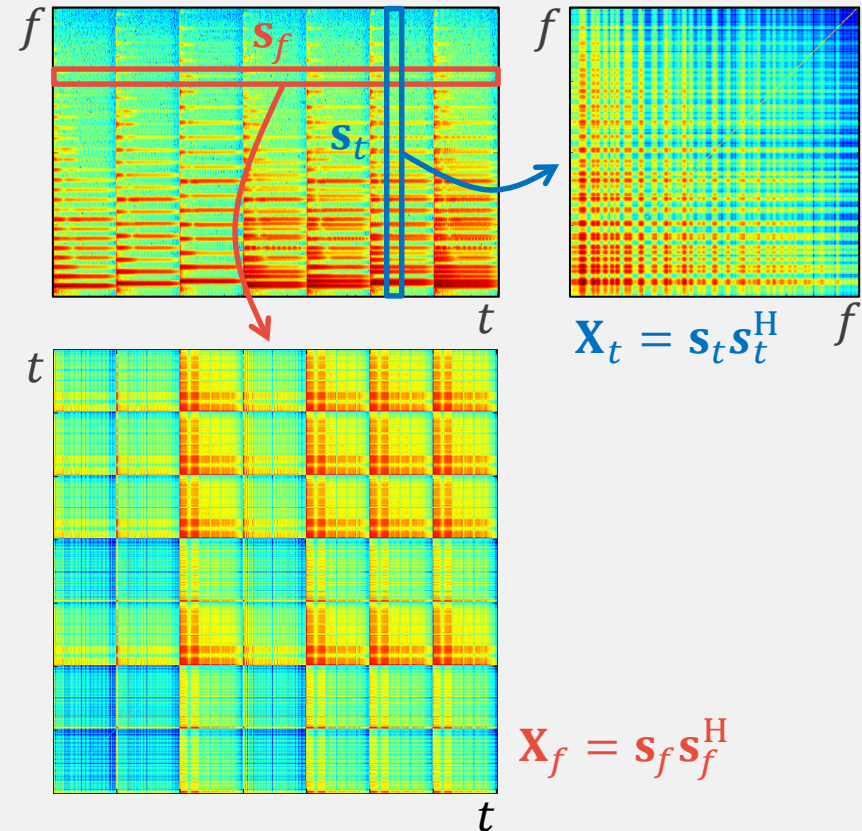 f
𝐬_f
𝐬_t
t
f
f
𝐗_t = 𝐬_t 𝐬_t^H
t
𝐗_f = 𝐬_f 𝐬_f^H
t